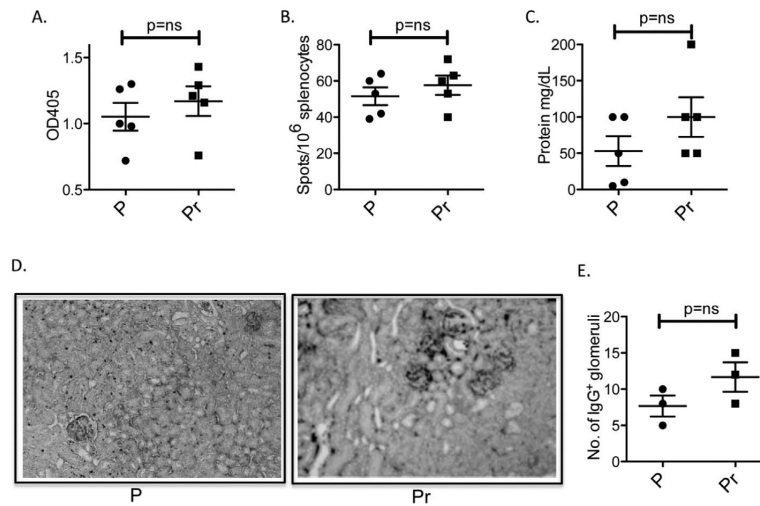 A.
p=ns
OD405
1.5
1.0
0.5
P
Pr
B.
p=ns
Spots/10⁶ splenocytes
80
60
40
20
0
P
Pr
C.
p=ns
Protein mg/dL
200
150
100
50
0
P
Pr
D.
P
Pr
E.
p=ns
No. of IgG⁺ glomeruli
20
15
10
5
0
P
Pr